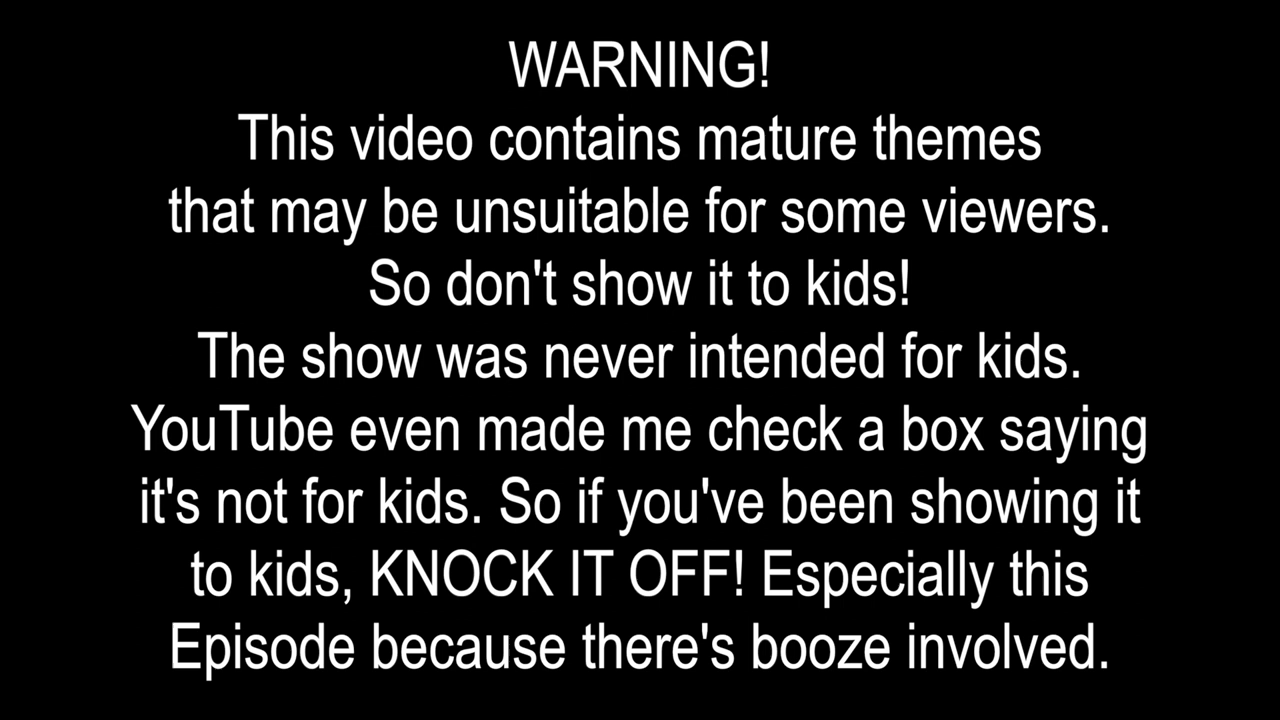 WARNING!
This video contains mature themes
that may be unsuitable for some viewers.
So don't show it to kids!
The show was never intended for kids.
YouTube even made me check a box saying
it's not for kids. So if you've been showing it
to kids, KNOCK IT OFF! Especially this
Episode because there's booze involved.